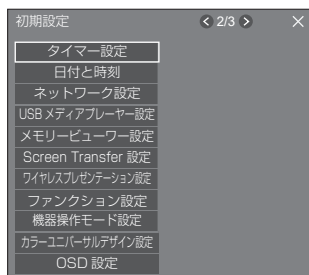 初期設定
< 2/3 > ×
タイマー設定
日付と時刻
ネットワーク設定
USBメディアプレーヤー設定
メモリービューワー設定
Screen Transfer 設定
ワイヤレスプレゼンテーション設定
ファンクション設定
機器操作モード設定
カラーユニバーサルデザイン設定
OSD 設定